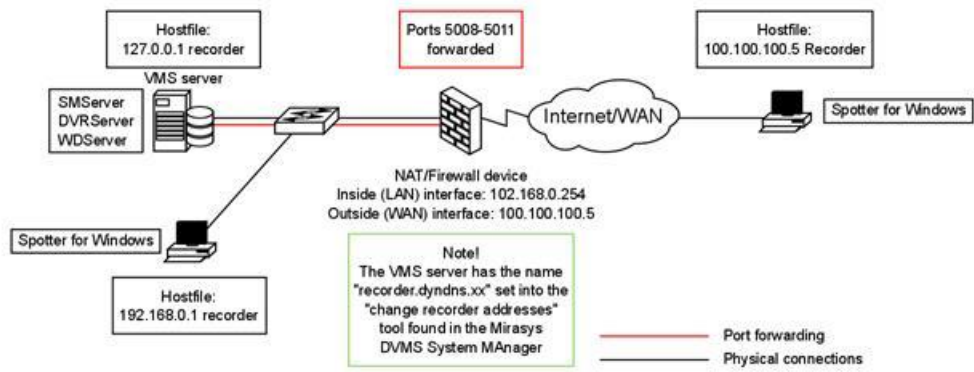 Hostfile:
127.0.0.1 recorder
Ports 5008-5011
forwarded
Hostfile:
100.100.100.5 Recorder
VMS server
SMServer
DVRServer
WDServer
Internet/WAN
Spotter for Windows
NAT/Firewall device
Inside (LAN) interface: 102.168.0.254
Outside (WAN) interface: 100.100.100.5
Spotter for Windows
Hostfile:
192.168.0.1 recorder
Note!
The VMS server has the name
"recorder.dyndns.xx" set into the
"change recorder addresses"
tool found in the Mirasys
DVMS System MAnager
Port forwarding
Physical connections